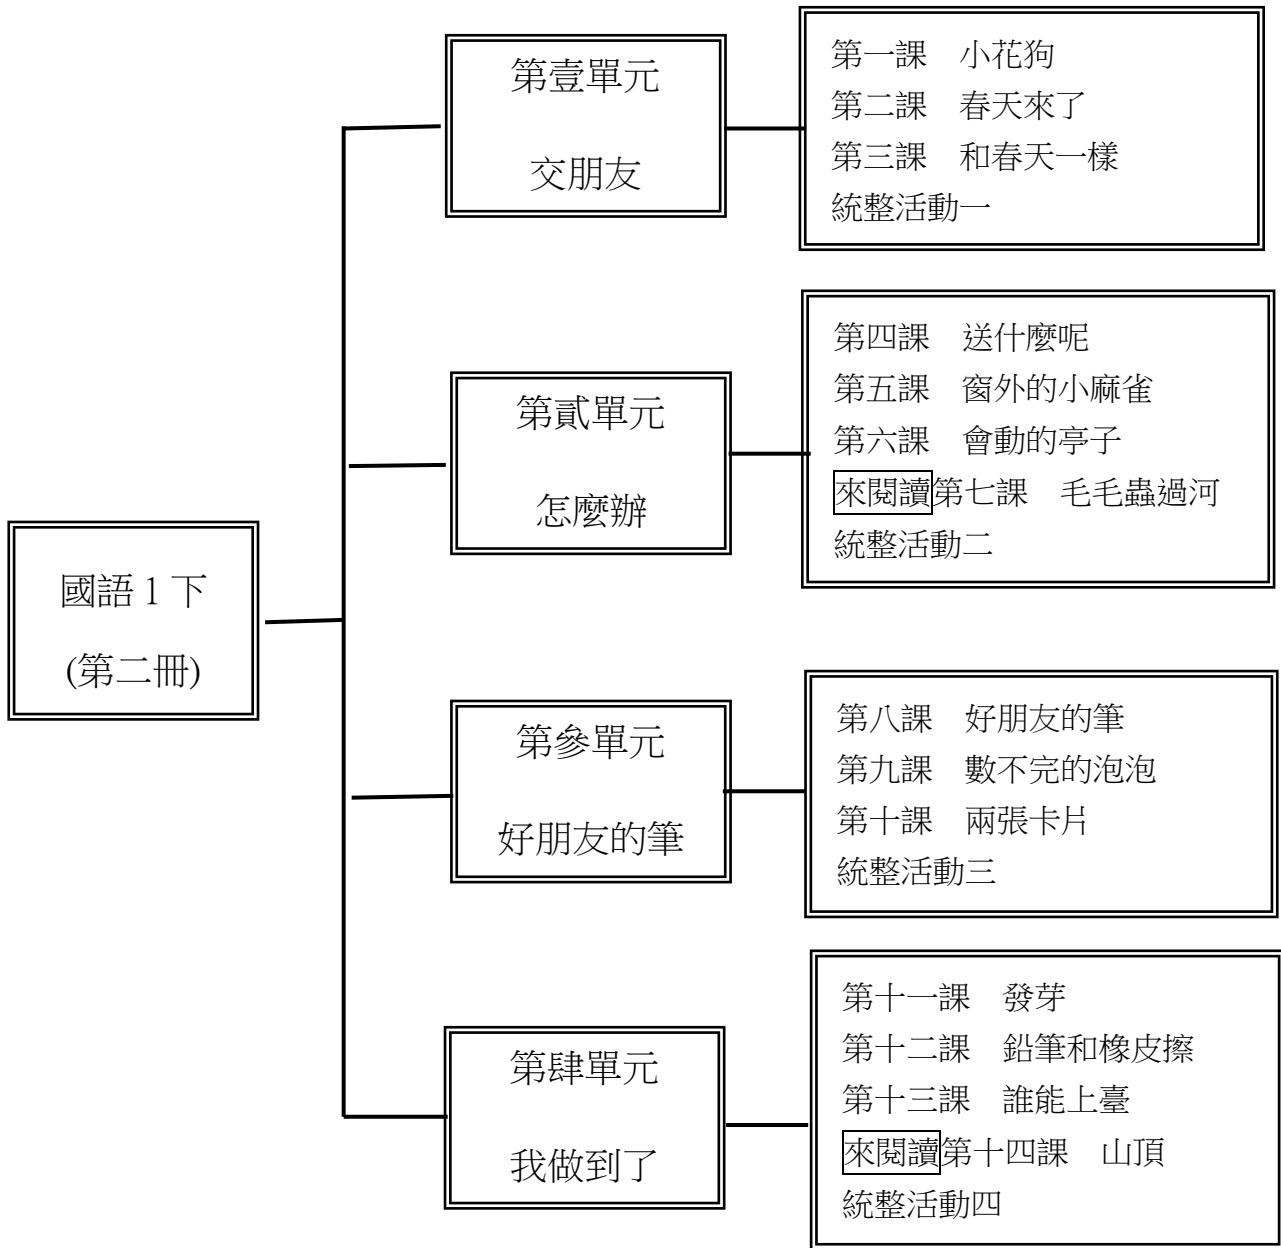 國語 1 下
(第二冊)
第壹單元
交朋友
第一課　小花狗
第二課　春天來了
第三課　和春天一樣
統整活動一
第貳單元
怎麼辦
第四課　送什麼呢
第五課　窗外的小麻雀
第六課　會動的亭子
來閱讀第七課　毛毛蟲過河
統整活動二
第參單元
好朋友的筆
第八課　好朋友的筆
第九課　數不完的泡泡
第十課　兩張卡片
統整活動三
第肆單元
我做到了
第十一課　發芽
第十二課　鉛筆和橡皮擦
第十三課　誰能上臺
來閱讀第十四課　山頂
統整活動四